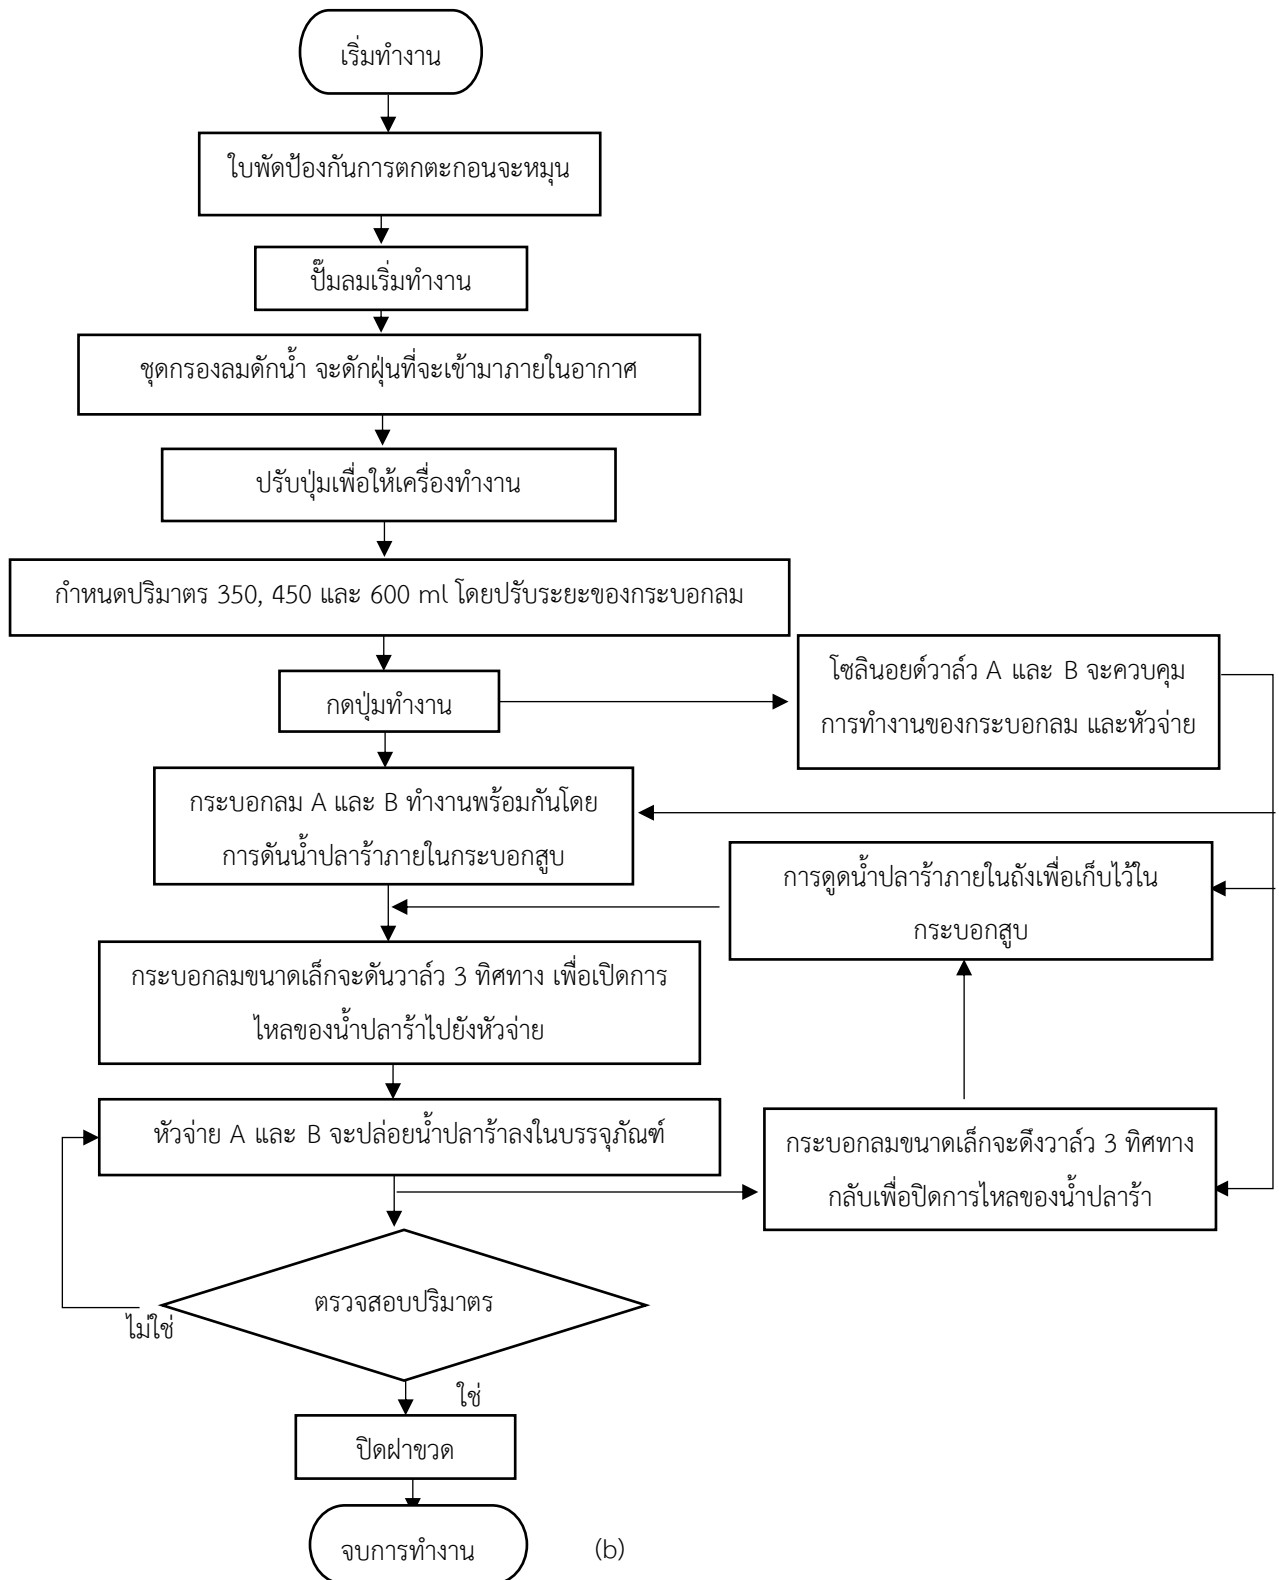 เริ่มทำงาน
ใบพัดป้องกันการตกตะกอนจะหมุน
ปั๊มลมเริ่มทำงาน
ชุดกรองลมดักน้ำ จะดักฝุ่นที่จะเข้ามาภายในอากาศ
ปรับปุ่มเพื่อให้เครื่องทำงาน
กำหนดปริมาตร 350, 450 และ 600 ml โดยปรับระยะของกระบอกลม
กดปุ่มทำงาน
โซลินอยด์วาล์ว A และ B จะควบคุม
การทำงานของกระบอกลม และหัวจ่าย
กระบอกลม A และ B ทำงานพร้อมกันโดย
การดันน้ำปลาร้าภายในกระบอกสูบ
การดูดน้ำปลาร้าภายในถังเพื่อเก็บไว้ใน
กระบอกสูบ
กระบอกลมขนาดเล็กจะดันวาล์ว 3 ทิศทาง เพื่อเปิดการ
ไหลของน้ำปลาร้าไปยังหัวจ่าย
หัวจ่าย A และ B จะปล่อยน้ำปลาร้าลงในบรรจุภัณฑ์
กระบอกลมขนาดเล็กจะดึงวาล์ว 3 ทิศทาง
กลับเพื่อปิดการไหลของน้ำปลาร้า
ตรวจสอบปริมาตร
ไม่ใช่
ใช่
ปิดฝาขวด
จบการทำงาน
(b)